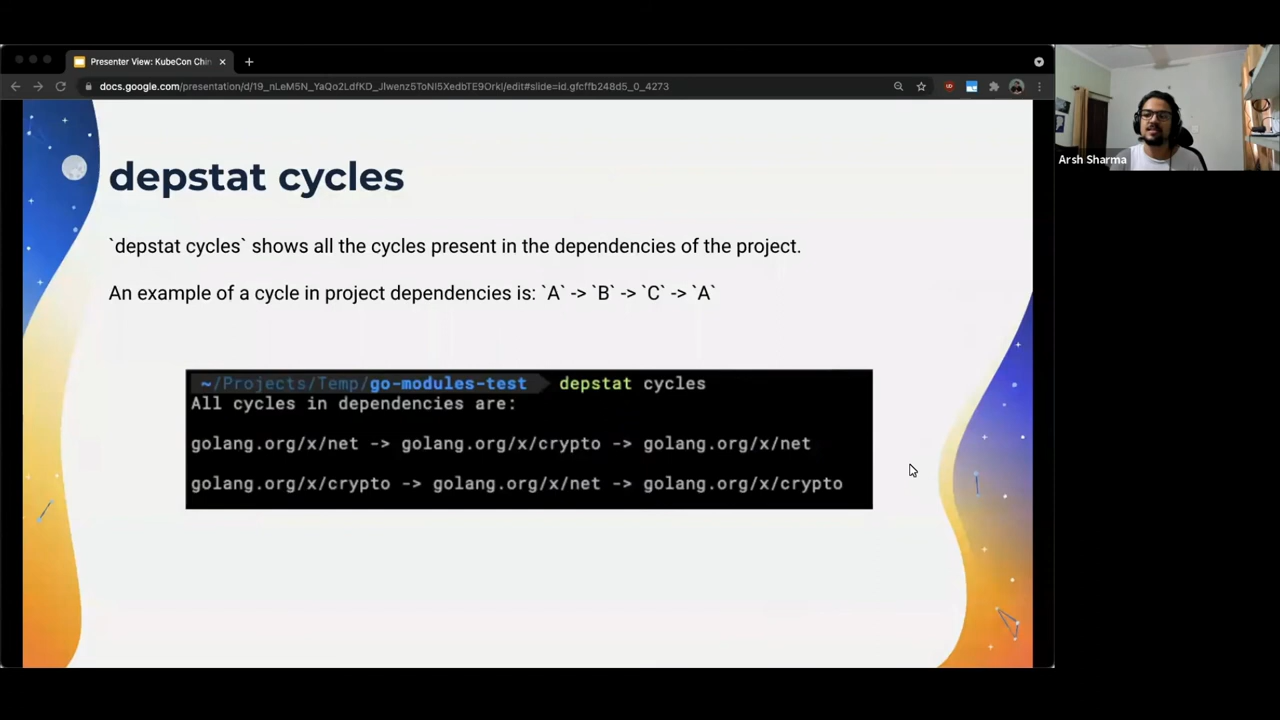 Presenter View: KubeCon Chin
docs.google.com/presentation/d/19_nLeM5N_YaQo2LdfKD_JIwenz5ToNI5XedbTE9OrkI/edit#slide=id.gfcffb248d5_0_4273
Arsh Sharma
depstat cycles
`depstat cycles` shows all the cycles present in the dependencies of the project.
An example of a cycle in project dependencies is: `A` -> `B` -> `C` -> `A`
~/Projects/Temp/go-modules-test depstat cycles
All cycles in dependencies are:
golang.org/x/net -> golang.org/x/crypto -> golang.org/x/net
golang.org/x/crypto -> golang.org/x/net -> golang.org/x/crypto